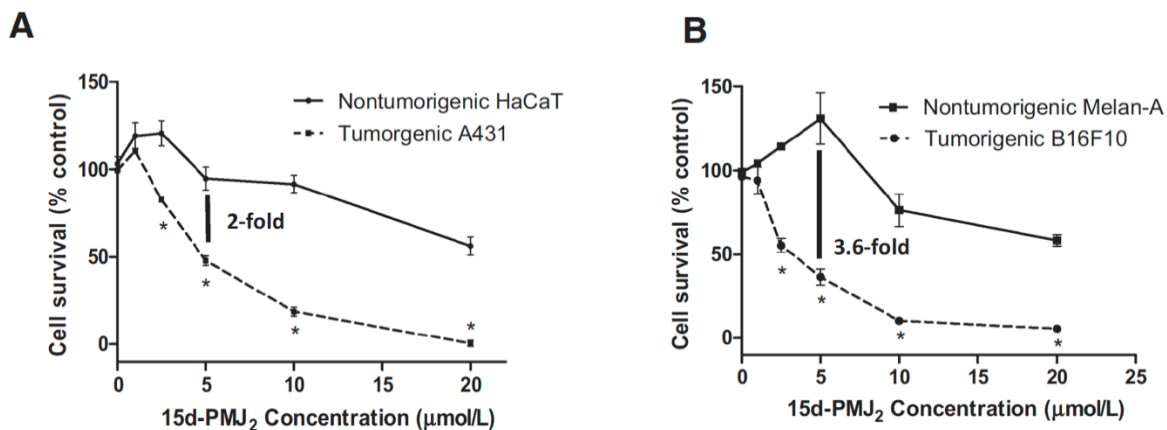 A
150
100
50
0
Cell survival (% control)
Nontumorigenic HaCaT
Tumorgenic A431
2-fold
*
*
*
*
0
5
10
15
20
15d-PMJ₂ Concentration (μmol/L)
B
150
100
50
0
Cell survival (% control)
Nontumorigenic Melan-A
Tumorigenic B16F10
3.6-fold
*
*
*
*
0
5
10
15
20
25
15d-PMJ₂ Concentration (μmol/L)